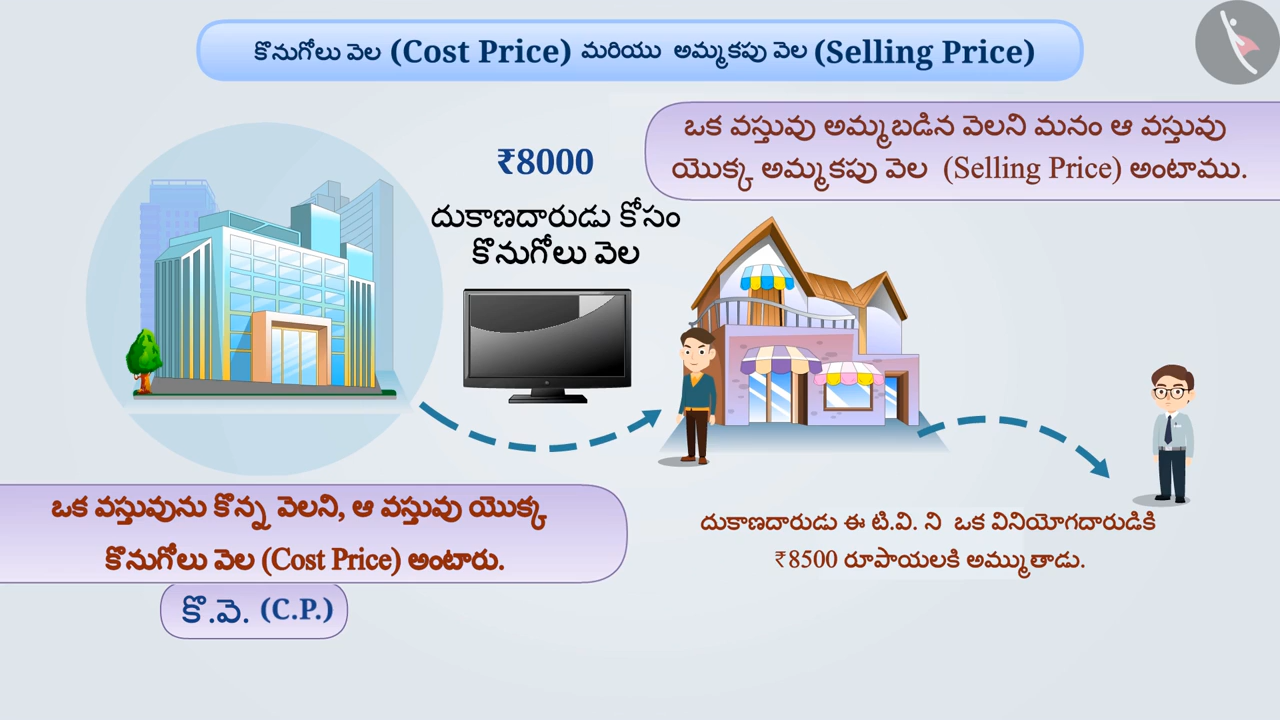 కొనుగోలు వెల (Cost Price) మరియు అమ్మకపు వెల (Selling Price)
ఒక వస్తువు అమ్మబడిన వెలని మనం ఆ వస్తువు
యొక్క అమ్మకపు వెల (Selling Price) అంటాము.
₹8000
దుకాణదారుడు కోసం
కొనుగోలు వెల
ఒక వస్తువును కొన్న వెలని, ఆ వస్తువు యొక్క
కొనుగోలు వెల (Cost Price) అంటారు.
కొ.వె. (C.P.)
దుకాణదారుడు ఈ టి.వి. ని ఒక వినియోగదారుడికి
₹8500 రూపాయలకి అమ్ముతాడు.